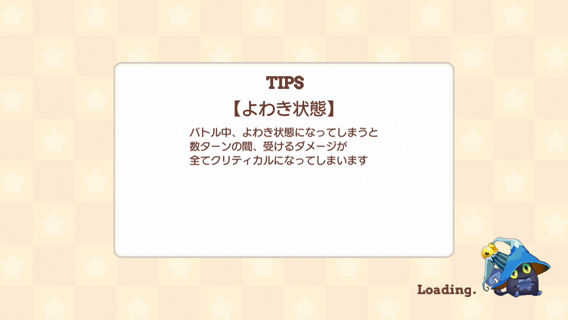 TIPS
【よわき状態】
バトル中、よわき状態になってしまうと
数ターンの間、受けるダメージが
全てクリティカルになってしまいます
Loading.